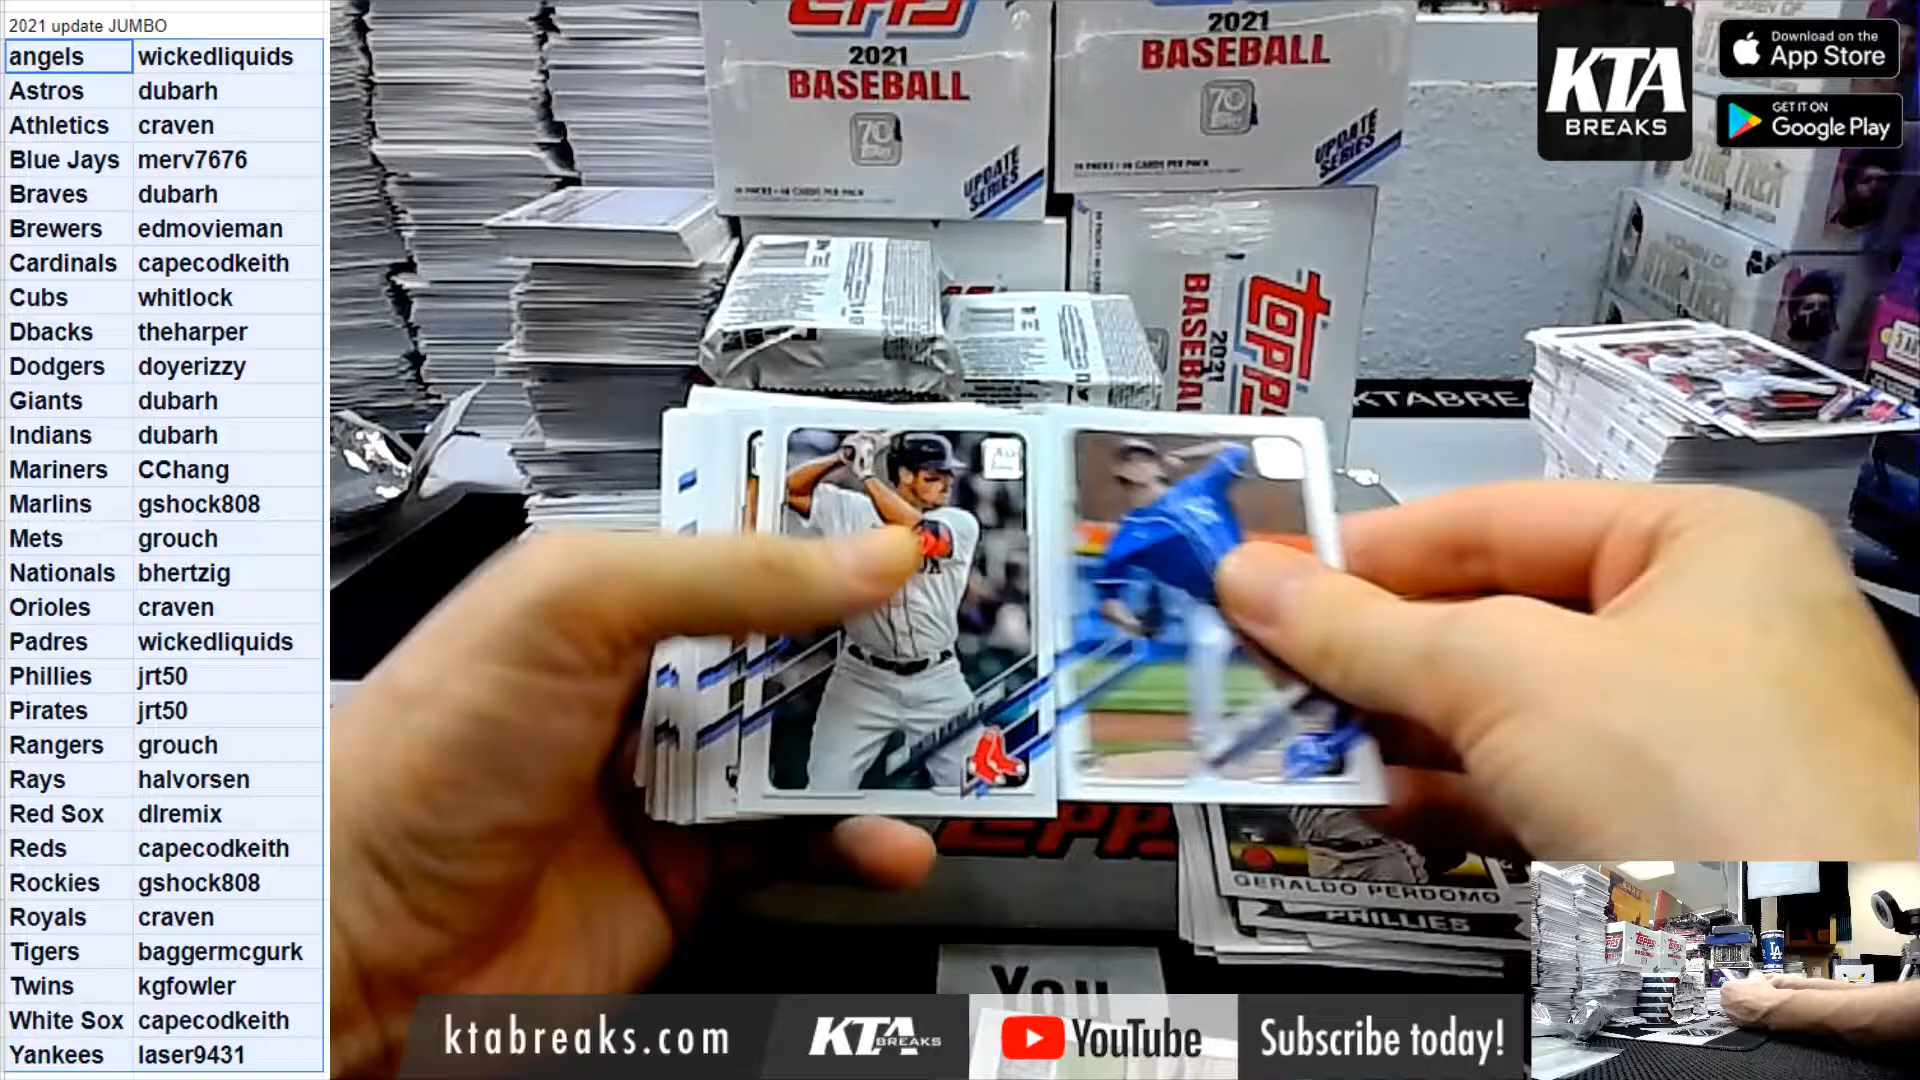 2021 update JUMBO
angels wickedliquids
Astros dubarh
Athletics craven
Blue Jays merv7676
Braves dubarh
Brewers edmovieman
Cardinals capecodkeith
Cubs whitlock
Dbacks theharper
Dodgers doyerizzy
Giants dubarh
Indians dubarh
Mariners CChang
Marlins gshock808
Mets grouch
Nationals bhertzig
Orioles craven
Padres wickedliquids
Phillies jrt50
Pirates jrt50
Rangers grouch
Rays halvorsen
Red Sox dlremix
Reds capecodkeith
Rockies gshock808
Royals craven
Tigers baggermcgurk
Twins kgfowler
White Sox capecodkeith
Yankees laser9431
2021
BASEBALL
70
UPDATE
SERIES
2021
BASEBALL
70
UPDATE
SERIES
topps
2021
BASEBALL
KTABRE
KTA
BREAKS
Download on the
App Store
GET IT ON
Google Play
GERALDO PERDOMO
PHILLIES
You
ktabreaks.com
KTA
BREAKS
YouTube
Subscribe today!